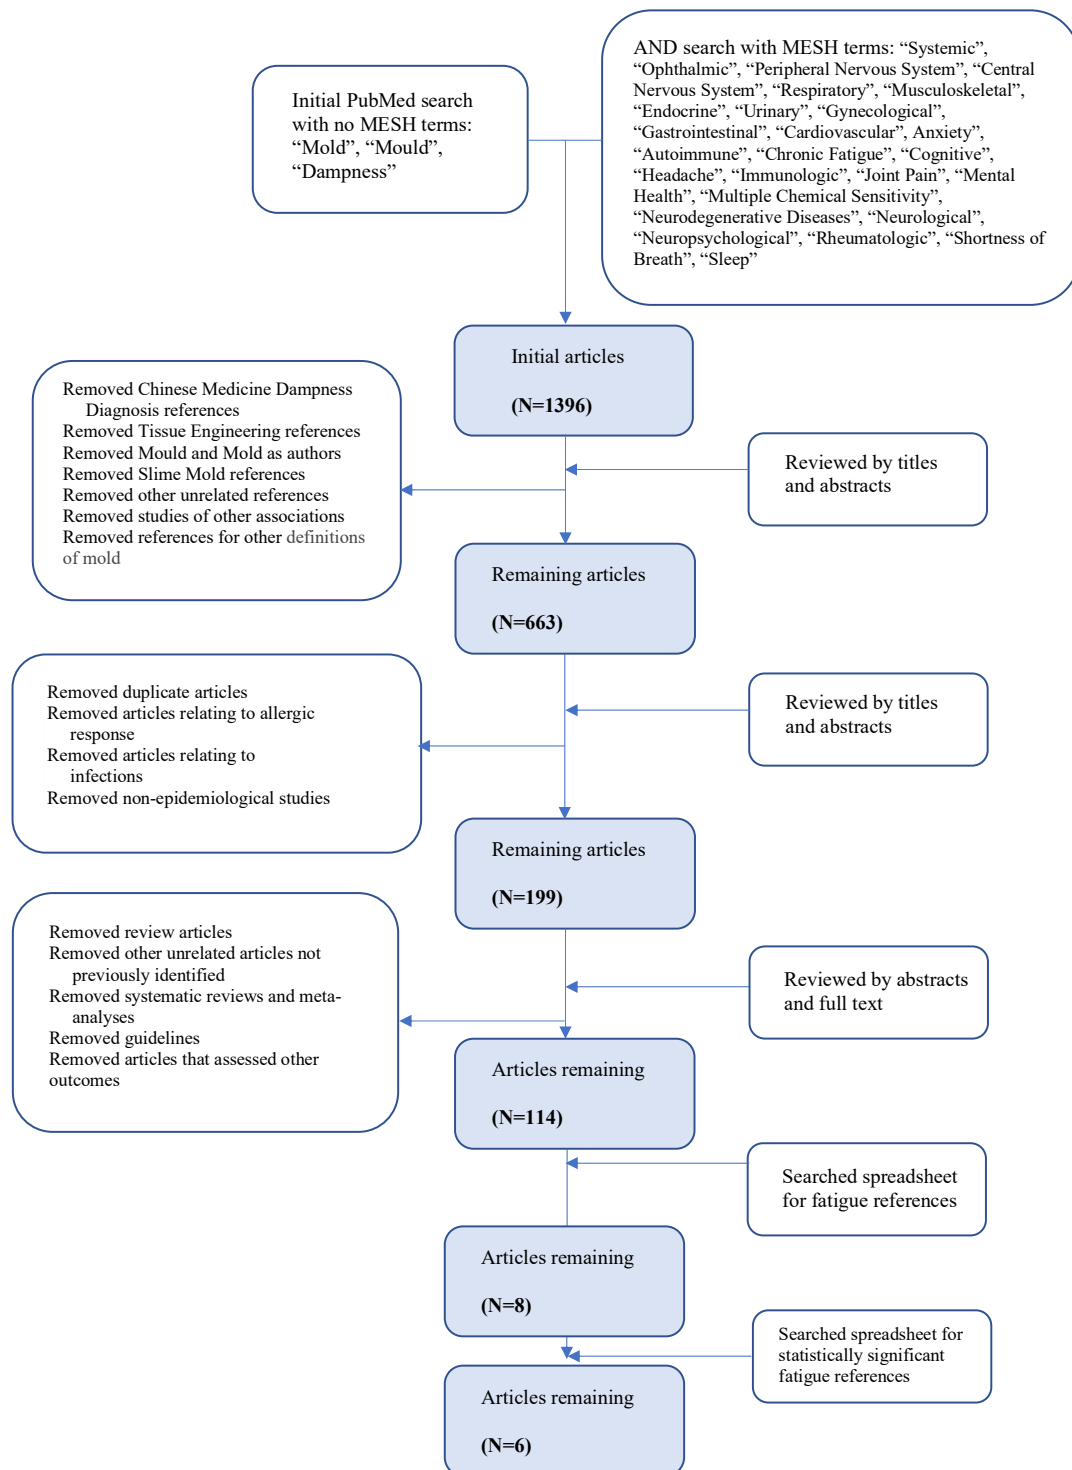 Initial PubMed search
with no MESH terms:
“Mold”, “Mould”,
“Dampness”
AND search with MESH terms: “Systemic”,
“Ophthalmic”, “Peripheral Nervous System”, “Central
Nervous System”, “Respiratory”, “Musculoskeletal”,
“Endocrine”, “Urinary”, “Gynecological”,
“Gastrointestinal”, “Cardiovascular, Anxiety”,
“Autoimmune”, “Chronic Fatigue”, “Cognitive”,
“Headache”, “Immunologic”, “Joint Pain”, “Mental
Health”, “Multiple Chemical Sensitivity”,
“Neurodegenerative Diseases”, “Neurological”,
“Neuropsychological”, “Rheumatologic”, “Shortness of
Breath”, “Sleep”
Initial articles
(N=1396)
Removed Chinese Medicine Dampness
Diagnosis references
Removed Tissue Engineering references
Removed Mould and Mold as authors
Removed Slime Mold references
Removed other unrelated references
Removed studies of other associations
Removed references for other definitions
of mold
Reviewed by titles
and abstracts
Remaining articles
(N=663)
Removed duplicate articles
Removed articles relating to allergic
response
Removed articles relating to
infections
Removed non-epidemiological studies
Reviewed by titles
and abstracts
Remaining articles
(N=199)
Removed review articles
Removed other unrelated articles not
previously identified
Removed systematic reviews and meta-
analyses
Removed guidelines
Removed articles that assessed other
outcomes
Reviewed by abstracts
and full text
Articles remaining
(N=114)
Searched spreadsheet
for fatigue references
Articles remaining
(N=8)
Searched spreadsheet for
statistically significant
fatigue references
Articles remaining
(N=6)